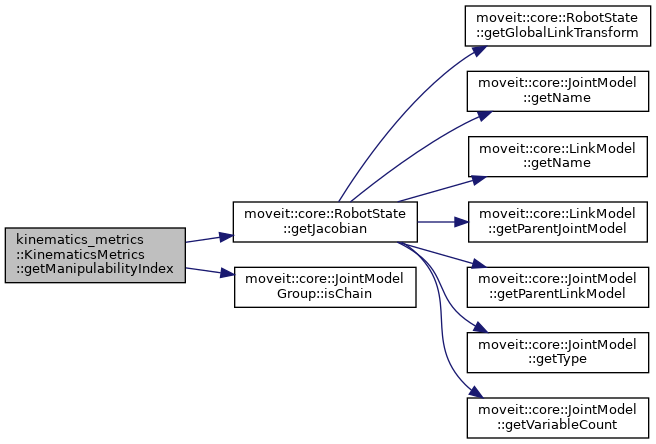 kinematics_metrics
::KinematicsMetrics
::getManipulabilityIndex
moveit::core::RobotState
::getJacobian
moveit::core::JointModel
Group::isChain
moveit::core::RobotState
::getGlobalLinkTransform
moveit::core::JointModel
::getName
moveit::core::LinkModel
::getName
moveit::core::LinkModel
::getParentJointModel
moveit::core::JointModel
::getParentLinkModel
moveit::core::JointModel
::getType
moveit::core::JointModel
::getVariableCount